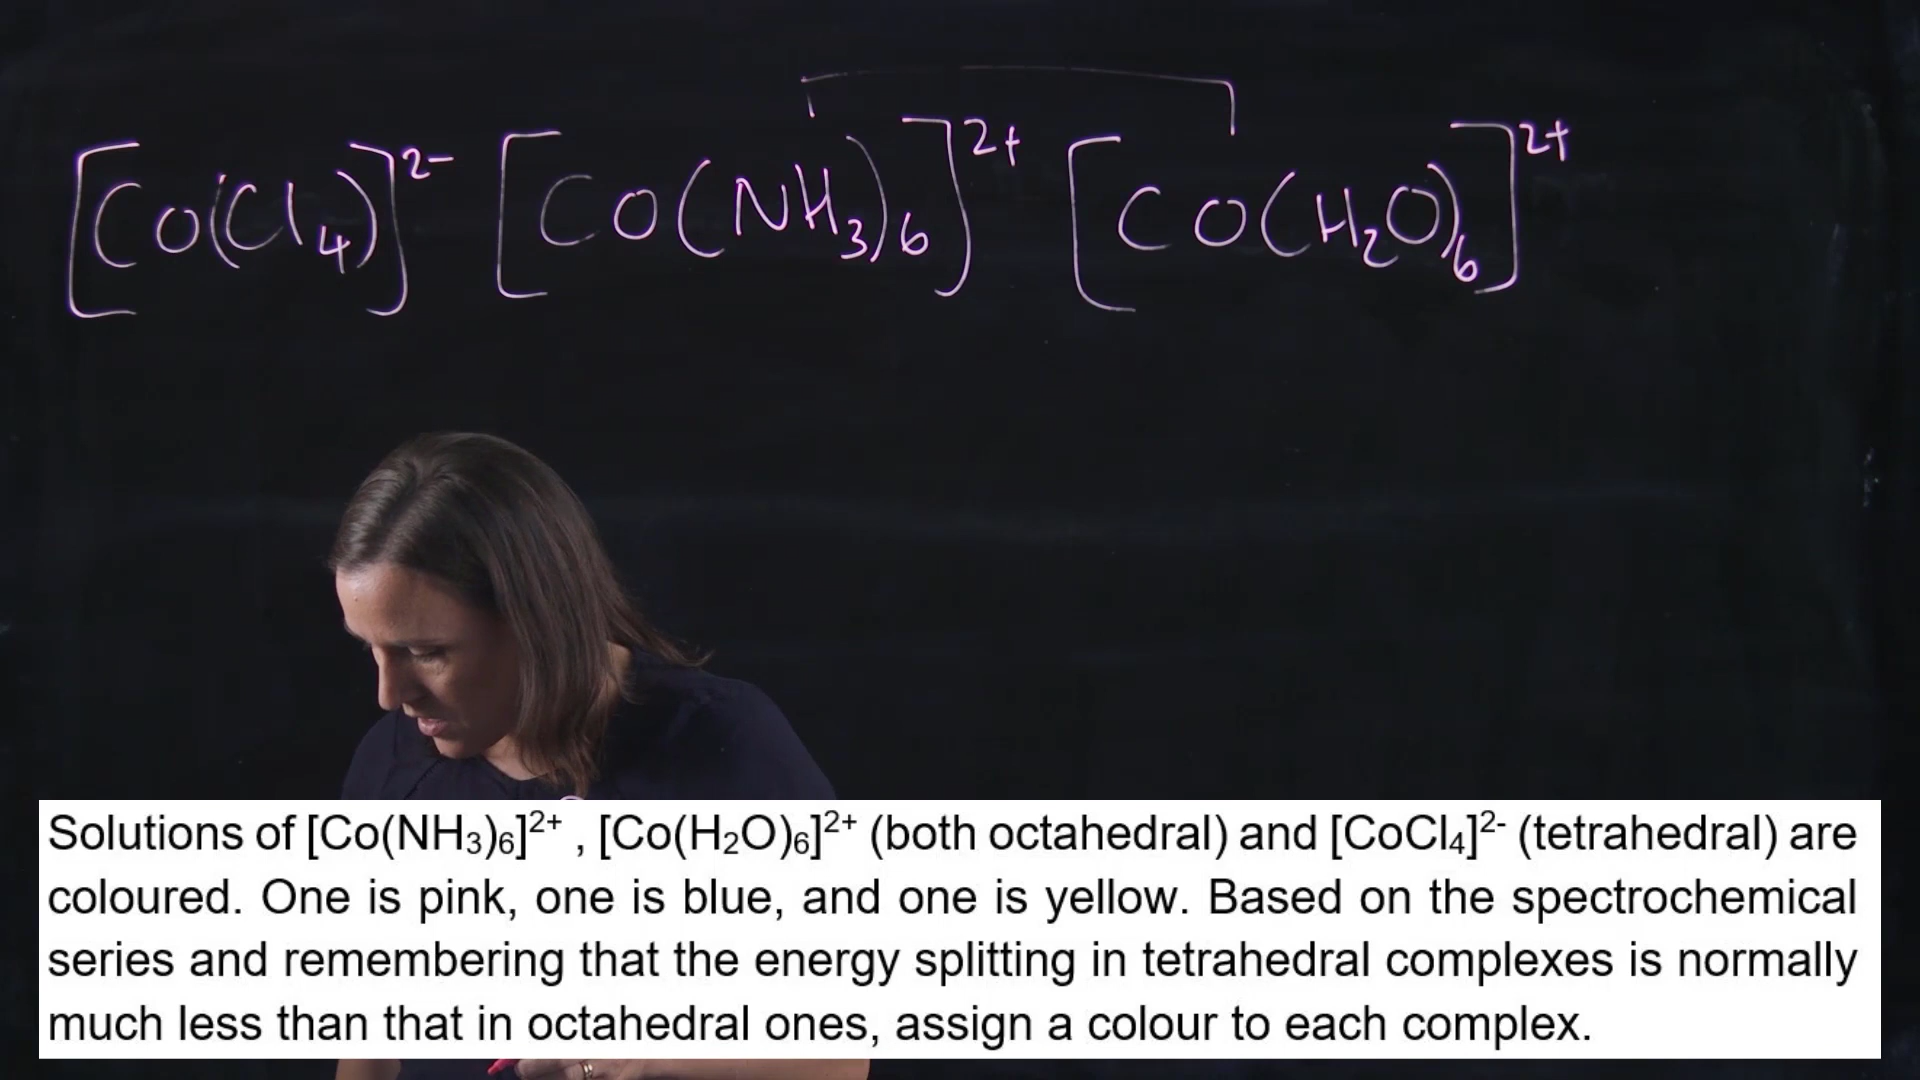 [Co(Cl₄)]²⁻ [Co(NH₃)₆]²⁺ [Co(H₂O)₆]²⁺
Solutions of [Co(NH₃)₆]²⁺ , [Co(H₂O)₆]²⁺ (both octahedral) and [CoCl₄]²⁻ (tetrahedral) are
coloured. One is pink, one is blue, and one is yellow. Based on the spectrochemical
series and remembering that the energy splitting in tetrahedral complexes is normally
much less than that in octahedral ones, assign a colour to each complex.